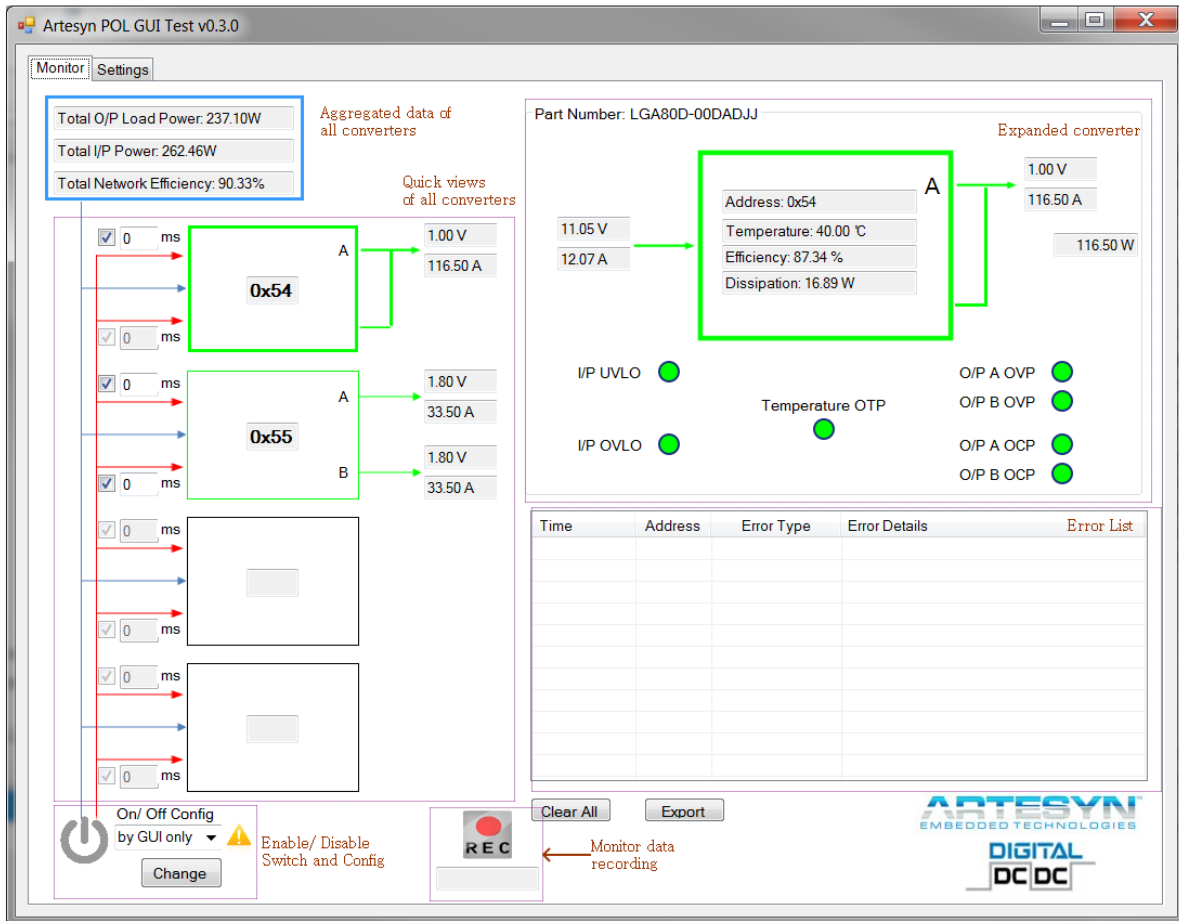 Artesyn POL GUI Test v0.3.0
Monitor
Settings
Total O/P Load Power: 237.10W
Total I/P Power: 262.46W
Total Network Efficiency: 90.33%
Aggregated data of
all converters
Quick views
of all converters
0
ms
A
1.00 V
116.50 A
0x54
0
ms
0
ms
A
1.80 V
33.50 A
0x55
B
1.80 V
33.50 A
0
ms
0
ms
0
ms
0
ms
0
ms
On/ Off Config
by GUI only
Change
Enable/ Disable
Switch and Config
REC
Monitor data
recording
Part Number: LGA80D-00DADJJ
Expanded converter
11.05 V
12.07 A
Address: 0x54
Temperature: 40.00 ℃
Efficiency: 87.34 %
Dissipation: 16.89 W
A
1.00 V
116.50 A
116.50 W
I/P UVLO
I/P OVLO
Temperature OTP
O/P A OVP
O/P B OVP
O/P A OCP
O/P B OCP
Time Address Error Type Error Details
Error List
Clear All
Export
ARTESYN
EMBEDDED TECHNOLOGIES
DIGITAL
DC DC